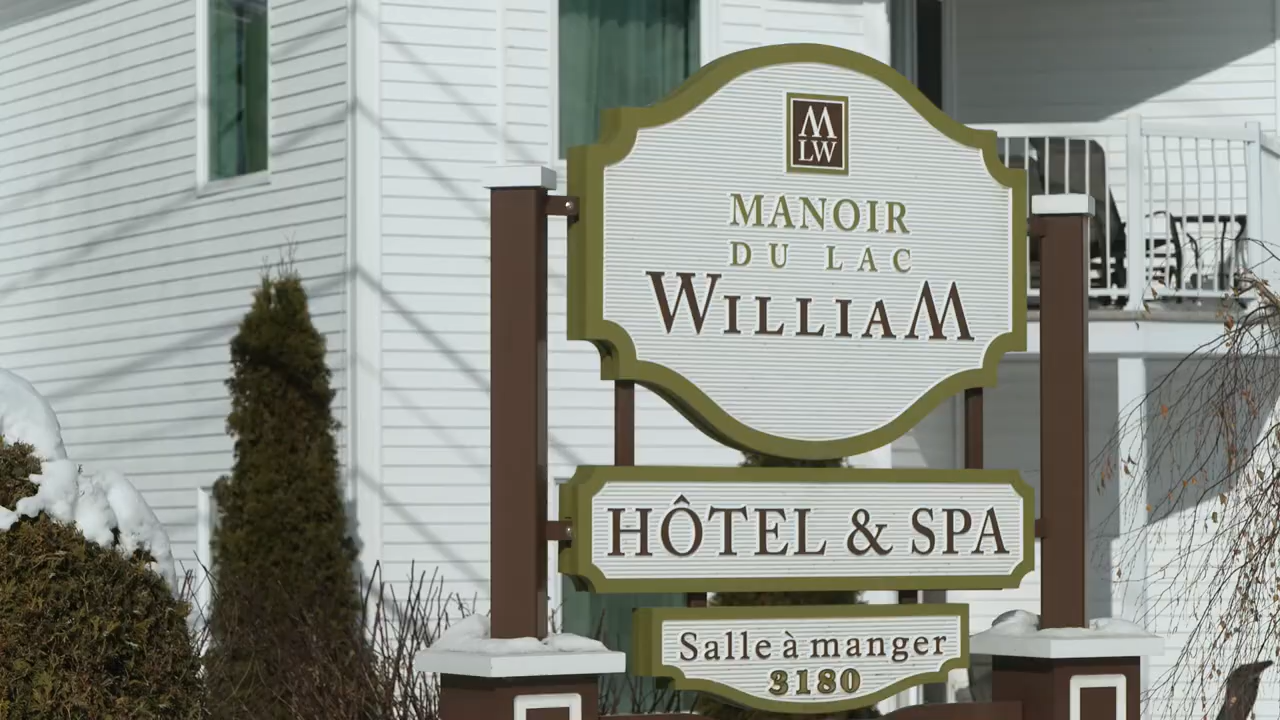 M
LW
MANOIR
DU LAC
WILLIAM
HÔTEL & SPA
Salle à manger
3180